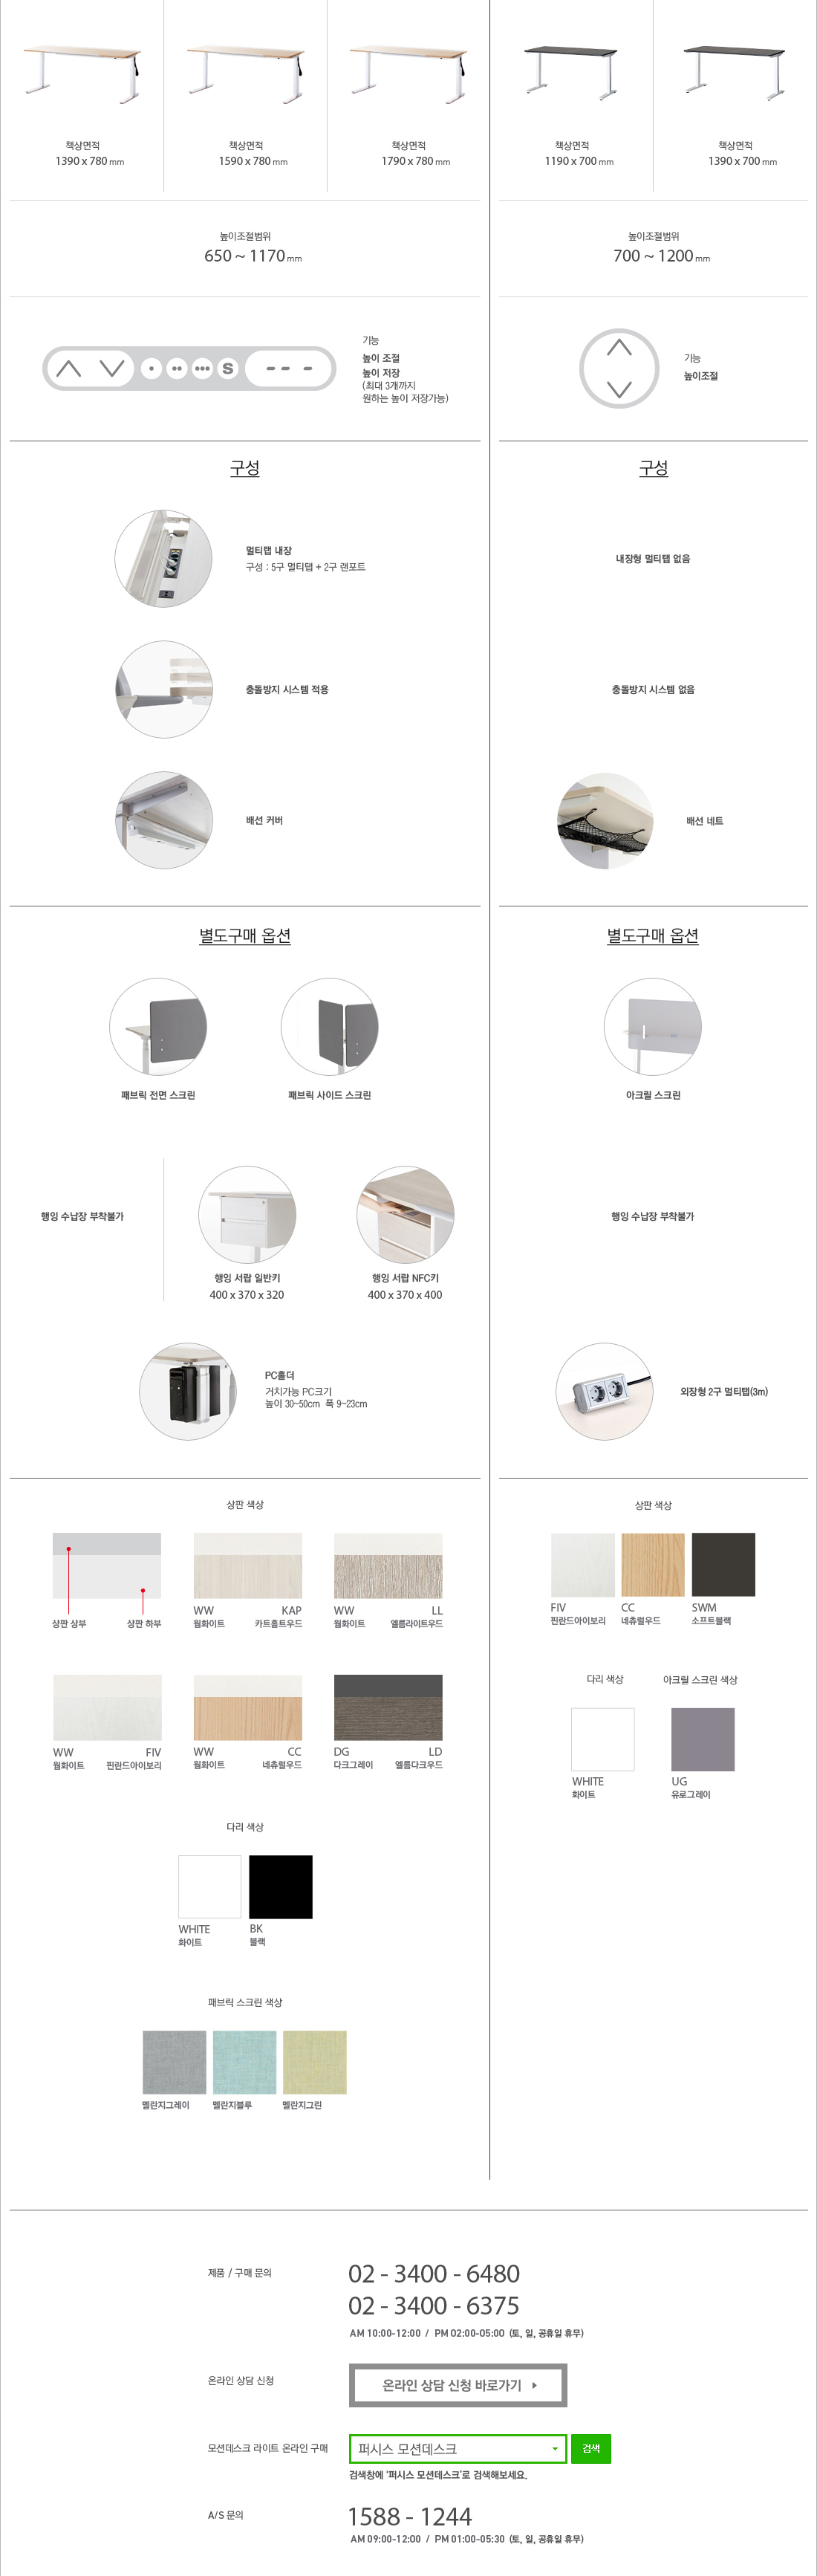 책상면적
1390 x 780 mm
책상면적
1590 x 780 mm
책상면적
1790 x 780 mm
책상면적
1190 x 700 mm
책상면적
1390 x 700 mm
높이조절범위
650 ~ 1170 mm
높이조절범위
700 ~ 1200 mm
S
기능
높이 조절
높이 저장
(최대 3개까지
원하는 높이 저장가능)
기능
높이조절
구성
구성
멀티탭 내장
구성 : 5구 멀티탭 + 2구 랜포트
내장형 멀티탭 없음
충돌방지 시스템 적용
충돌방지 시스템 없음
배선 커버
배선 네트
별도구매 옵션
별도구매 옵션
패브릭 전면 스크린
패브릭 사이드 스크린
아크릴 스크린
행잉 수납장 부착불가
행잉 서랍 일반키
400 x 370 x 320
행잉 서랍 NFC키
400 x 370 x 400
행잉 수납장 부착불가
PC홀더
거치가능 PC크기
높이 30~50cm 폭 9~23cm
외장형 2구 멀티탭(3m)
상판 색상
상판 색상
상판 상부
상판 하부
WW KAP
웜화이트 카트홈트우드
WW LL
웜화이트 엘름라이트우드
FIV
핀란드아이보리
CC
네츄럴우드
SWM
소프트블랙
WW FIV
웜화이트 핀란드아이보리
WW CC
웜화이트 네츄럴우드
DG LD
다크그레이 엘름다크우드
다리 색상
WHITE
화이트
아크릴 스크린 색상
UG
유로그레이
다리 색상
WHITE
화이트
BK
블랙
패브릭 스크린 색상
멜란지그레이
멜란지블루
멜란지그린
제품 / 구매 문의
02 - 3400 - 6480
02 - 3400 - 6375
AM 10:00-12:00 / PM 02:00-05:00 (토, 일, 공휴일 휴무)
온라인 상담 신청
온라인 상담 신청 바로가기
모션데스크 라이트 온라인 구매
퍼시스 모션데스크
검색
검색창에 '퍼시스 모션데스크'로 검색해보세요.
A/S 문의
1588 - 1244
AM 09:00-12:00 / PM 01:00-05:30 (토, 일, 공휴일 휴무)